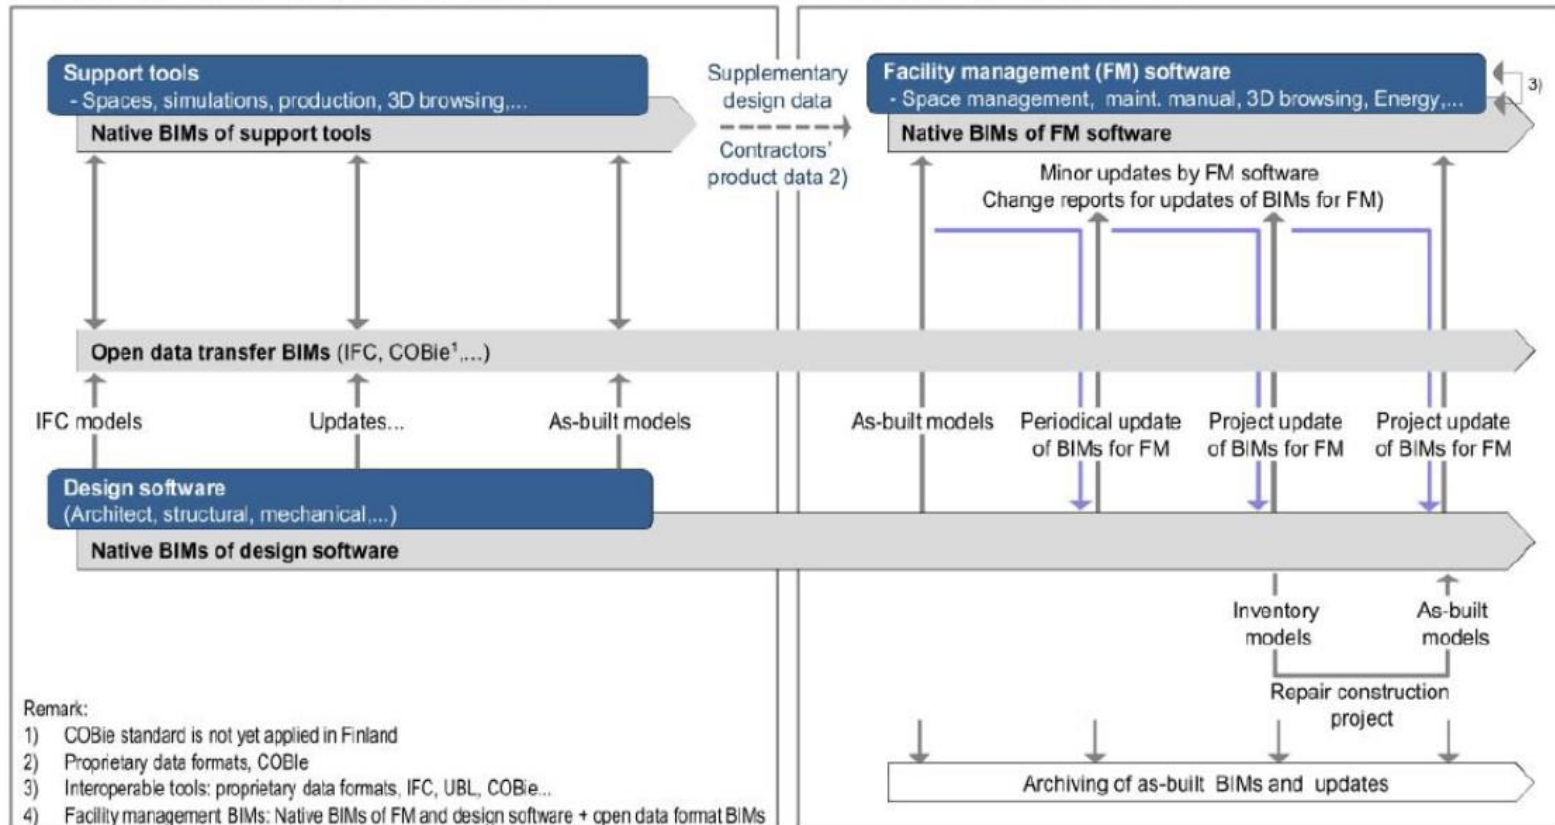 Support tools
- Spaces, simulations, production, 3D browsing,...
Native BIMs of support tools
Supplementary
design data
Contractors'
product data 2)
Facility management (FM) software
- Space management, maint. manual, 3D browsing, Energy,...
3)
Native BIMs of FM software
Minor updates by FM software
Change reports for updates of BIMs for FM)
Open data transfer BIMs (IFC, COBie¹,...)
IFC models
Updates...
As-built models
As-built models
Periodical update
of BIMs for FM
Project update
of BIMs for FM
Project update
of BIMs for FM
Design software
(Architect, structural, mechanical,...)
Native BIMs of design software
Inventory
models
As-built
models
Repair construction
project
Archiving of as-built BIMs and updates
Remark:
1) COBie standard is not yet applied in Finland
2) Proprietary data formats, COBIe
3) Interoperable tools: proprietary data formats, IFC, UBL, COBie...
4) Facility management BIMs: Native BIMs of FM and design software + open data format BIMs